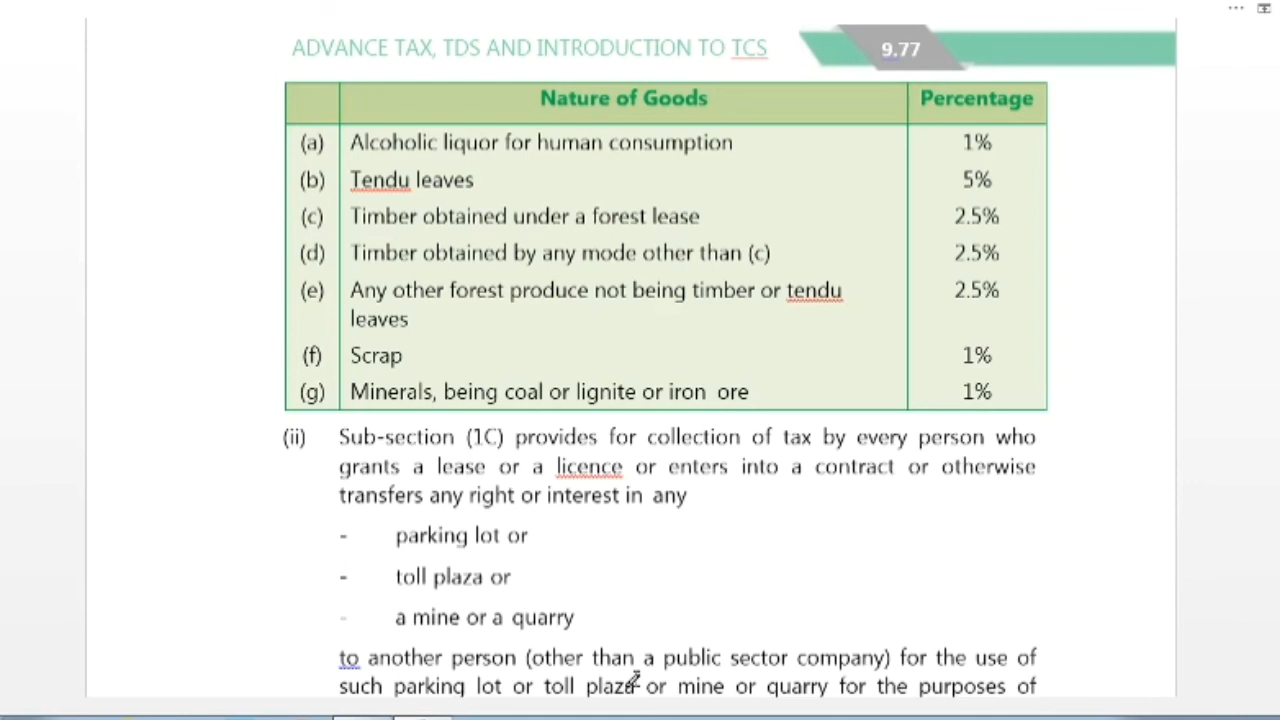 ADVANCE TAX, TDS AND INTRODUCTION TO TCS 9.77
Nature of Goods Percentage
(a) Alcoholic liquor for human consumption 1%
(b) Tendu leaves 5%
(c) Timber obtained under a forest lease 2.5%
(d) Timber obtained by any mode other than (c) 2.5%
(e) Any other forest produce not being timber or tendu 2.5%
leaves
(f) Scrap 1%
(g) Minerals, being coal or lignite or iron ore 1%
(ii) Sub-section (1C) provides for collection of tax by every person who
grants a lease or a licence or enters into a contract or otherwise
transfers any right or interest in any
- parking lot or
- toll plaza or
- a mine or a quarry
to another person (other than a public sector company) for the use of
such parking lot or toll plaza or mine or quarry for the purposes of